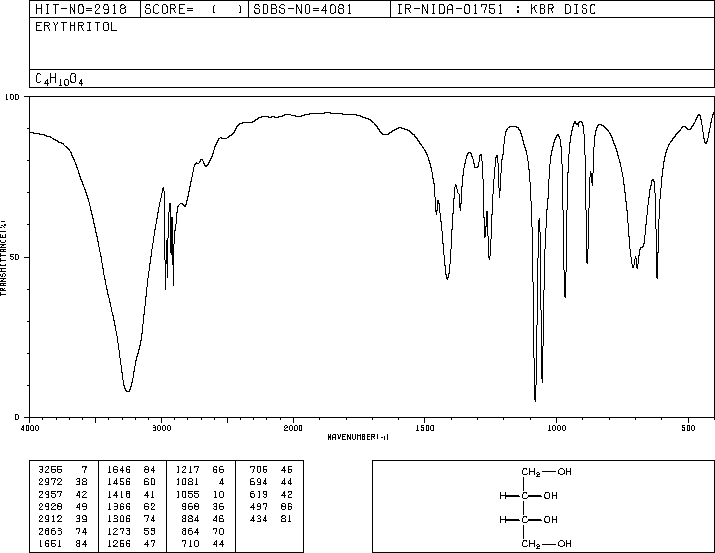 HIT-NO=2918 SCORE= ( ) SDBS-NO=4081 IR-NIDA-01751 : KBR DISC
ERYTHRITOL
C4H10O4
100
50
0
TRANSMITTANCE(%)
4000 3000 2000 1500 1000 500
WAVENUMBER(-1)
3266 7 1646 84 1217 66 706 46
2972 38 1456 60 1081 4 694 44
2957 42 1418 41 1055 10 619 42
2928 49 1366 62 968 36 497 86
2912 39 1306 74 884 46 434 81
2863 74 1273 59 864 70
1661 84 1256 47 710 44
CH2-OH
H-C-OH
H-C-OH
CH2-OH